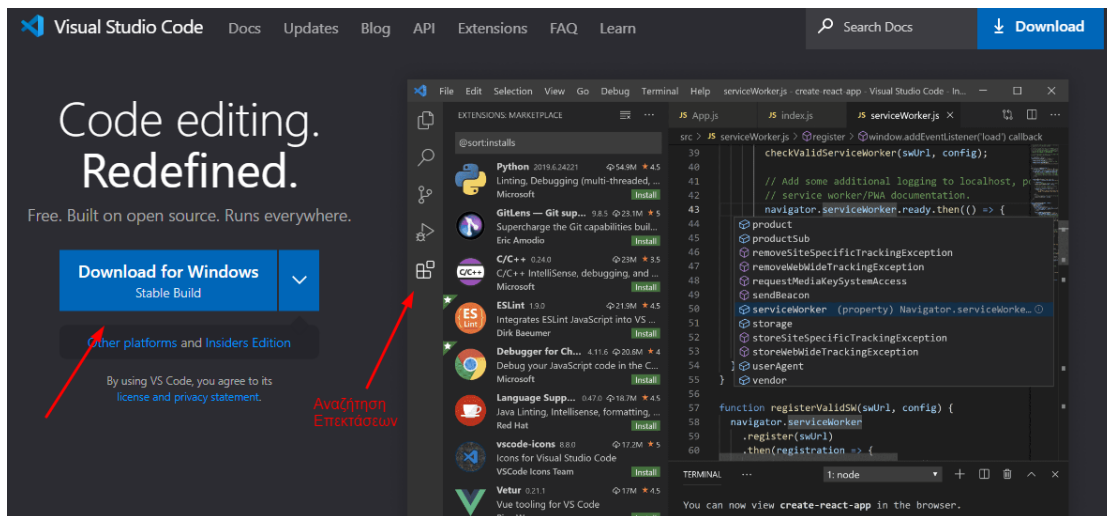 Visual Studio Code Docs Updates Blog API Extensions FAQ Learn Search Docs Download
Code editing.
Redefined.
Free. Built on open source. Runs everywhere.
Download for Windows
Stable Build
Other platforms and Insiders Edition
By using VS Code, you agree to its
license and privacy statement.
Αναζήτηση
Επεκτάσεων
File Edit Selection View Go Debug Terminal Help serviceWorker.js - create-react-app - Visual Studio Code - In...
EXTENSIONS: MARKETPLACE
@sort:installs
Python 2019.6.24221 54.9M ★ 4.5
Linting, Debugging (multi-threaded, ...
Microsoft Install
GitLens — Git sup... 9.8.5 23.1M ★ 5
Supercharge the Git capabilities buil...
Eric Amodio Install
C/C++ 0.24.0 23M ★ 3.5
C/C++ IntelliSense, debugging, and ...
Microsoft Install
ESLint 1.9.0 21.9M ★ 4.5
Integrates ESLint JavaScript into VS ...
Dirk Baeumer Install
Debugger for Ch... 4.11.6 20.6M ★ 4
Debug your JavaScript code in the C...
Microsoft Install
Language Supp... 0.47.0 18.7M ★ 4.5
Java Linting, Intellisense, formatting, ...
Red Hat Install
vscode-icons 8.8.0 17.2M ★ 5
Icons for Visual Studio Code
VSCode Icons Team Install
Vetur 0.21.1 17M ★ 4.5
Vue tooling for VS Code
C/C++
ES
Lint
JS App.js JS index.js JS serviceWorker.js ×
src > JS serviceWorker.js > register > window.addEventListener('load') callback
39 checkValidServiceWorker(swUrl, config);
40
41 // Add some additional logging to localhost, p
42 // service worker/PWA documentation.
43 navigator.serviceWorker.ready.then(() => {
44 product
45 productSub
46 removeSiteSpecificTrackingException
47 removeWebWideTrackingException
48 requestMediaKeySystemAccess
49 sendBeacon
50 serviceWorker (property) Navigator.serviceWorke...
51 storage
52 storeSiteSpecificTrackingException
53 storeWebWideTrackingException
54 } userAgent
55 } vendor
56
57 function registerValidSW(swUrl, config) {
58 navigator.serviceWorker
59 .register(swUrl)
60 .then(registration => {
TERMINAL ... 1: node
You can now view create-react-app in the browser.